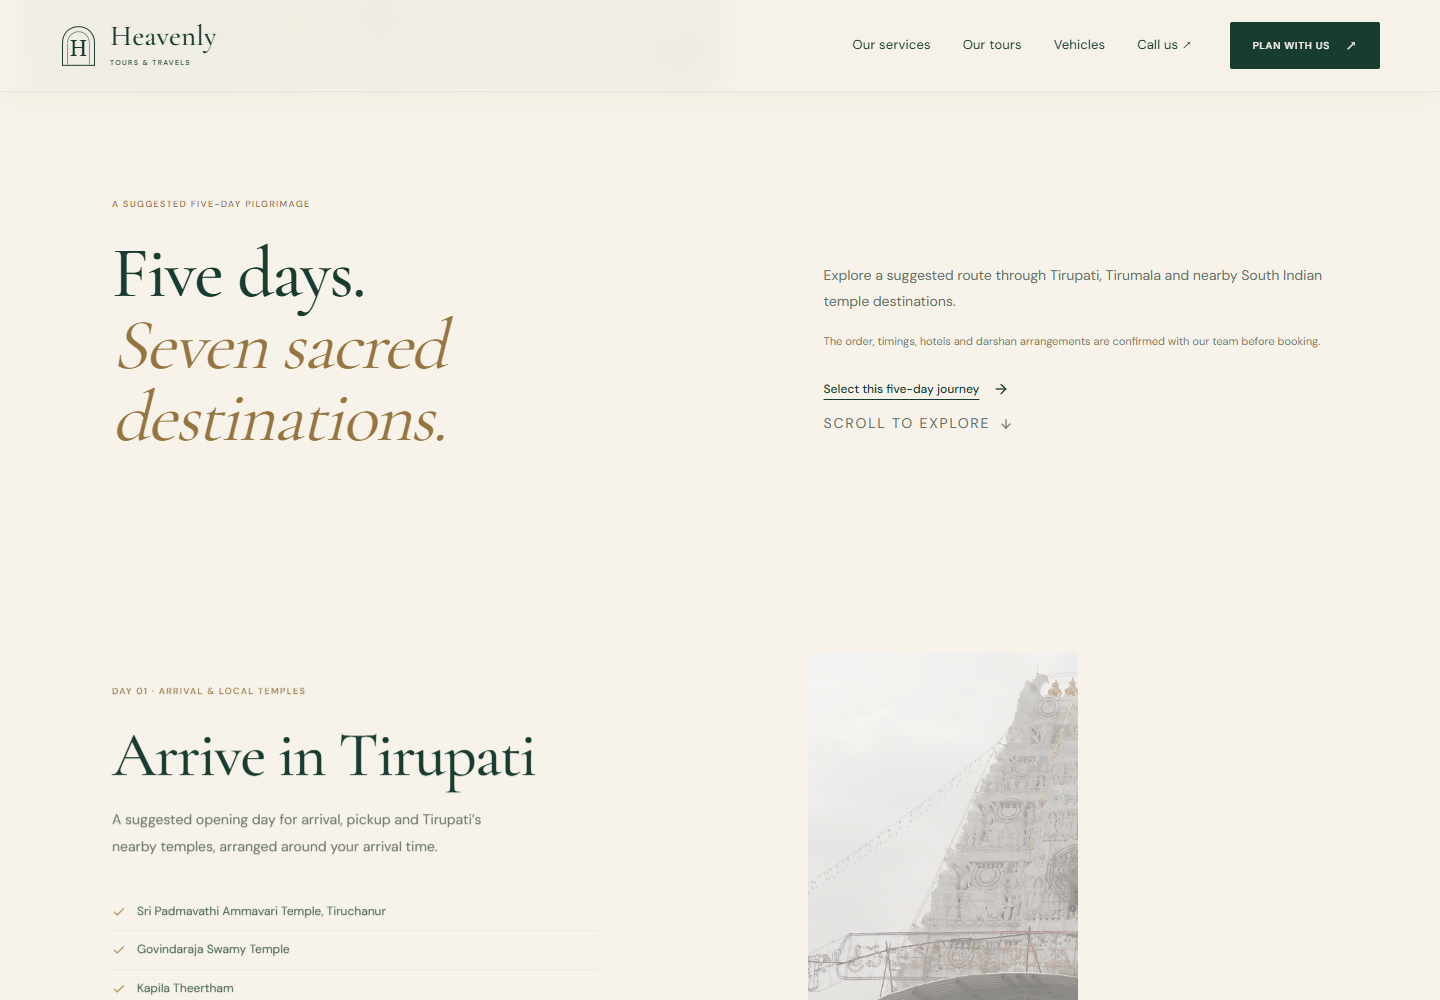 H
Heavenly
TOURS & TRAVELS
Our services
Our tours
Vehicles
Call us ↗
PLAN WITH US ↗
A SUGGESTED FIVE-DAY PILGRIMAGE
Five days.
Seven sacred
destinations.
Explore a suggested route through Tirupati, Tirumala and nearby South Indian
temple destinations.
The order, timings, hotels and darshan arrangements are confirmed with our team before booking.
Select this five-day journey →
SCROLL TO EXPLORE ↓
DAY 01 · ARRIVAL & LOCAL TEMPLES
Arrive in Tirupati
A suggested opening day for arrival, pickup and Tirupati’s
nearby temples, arranged around your arrival time.
Sri Padmavathi Ammavari Temple, Tiruchanur
Govindaraja Swamy Temple
Kapila Theertham